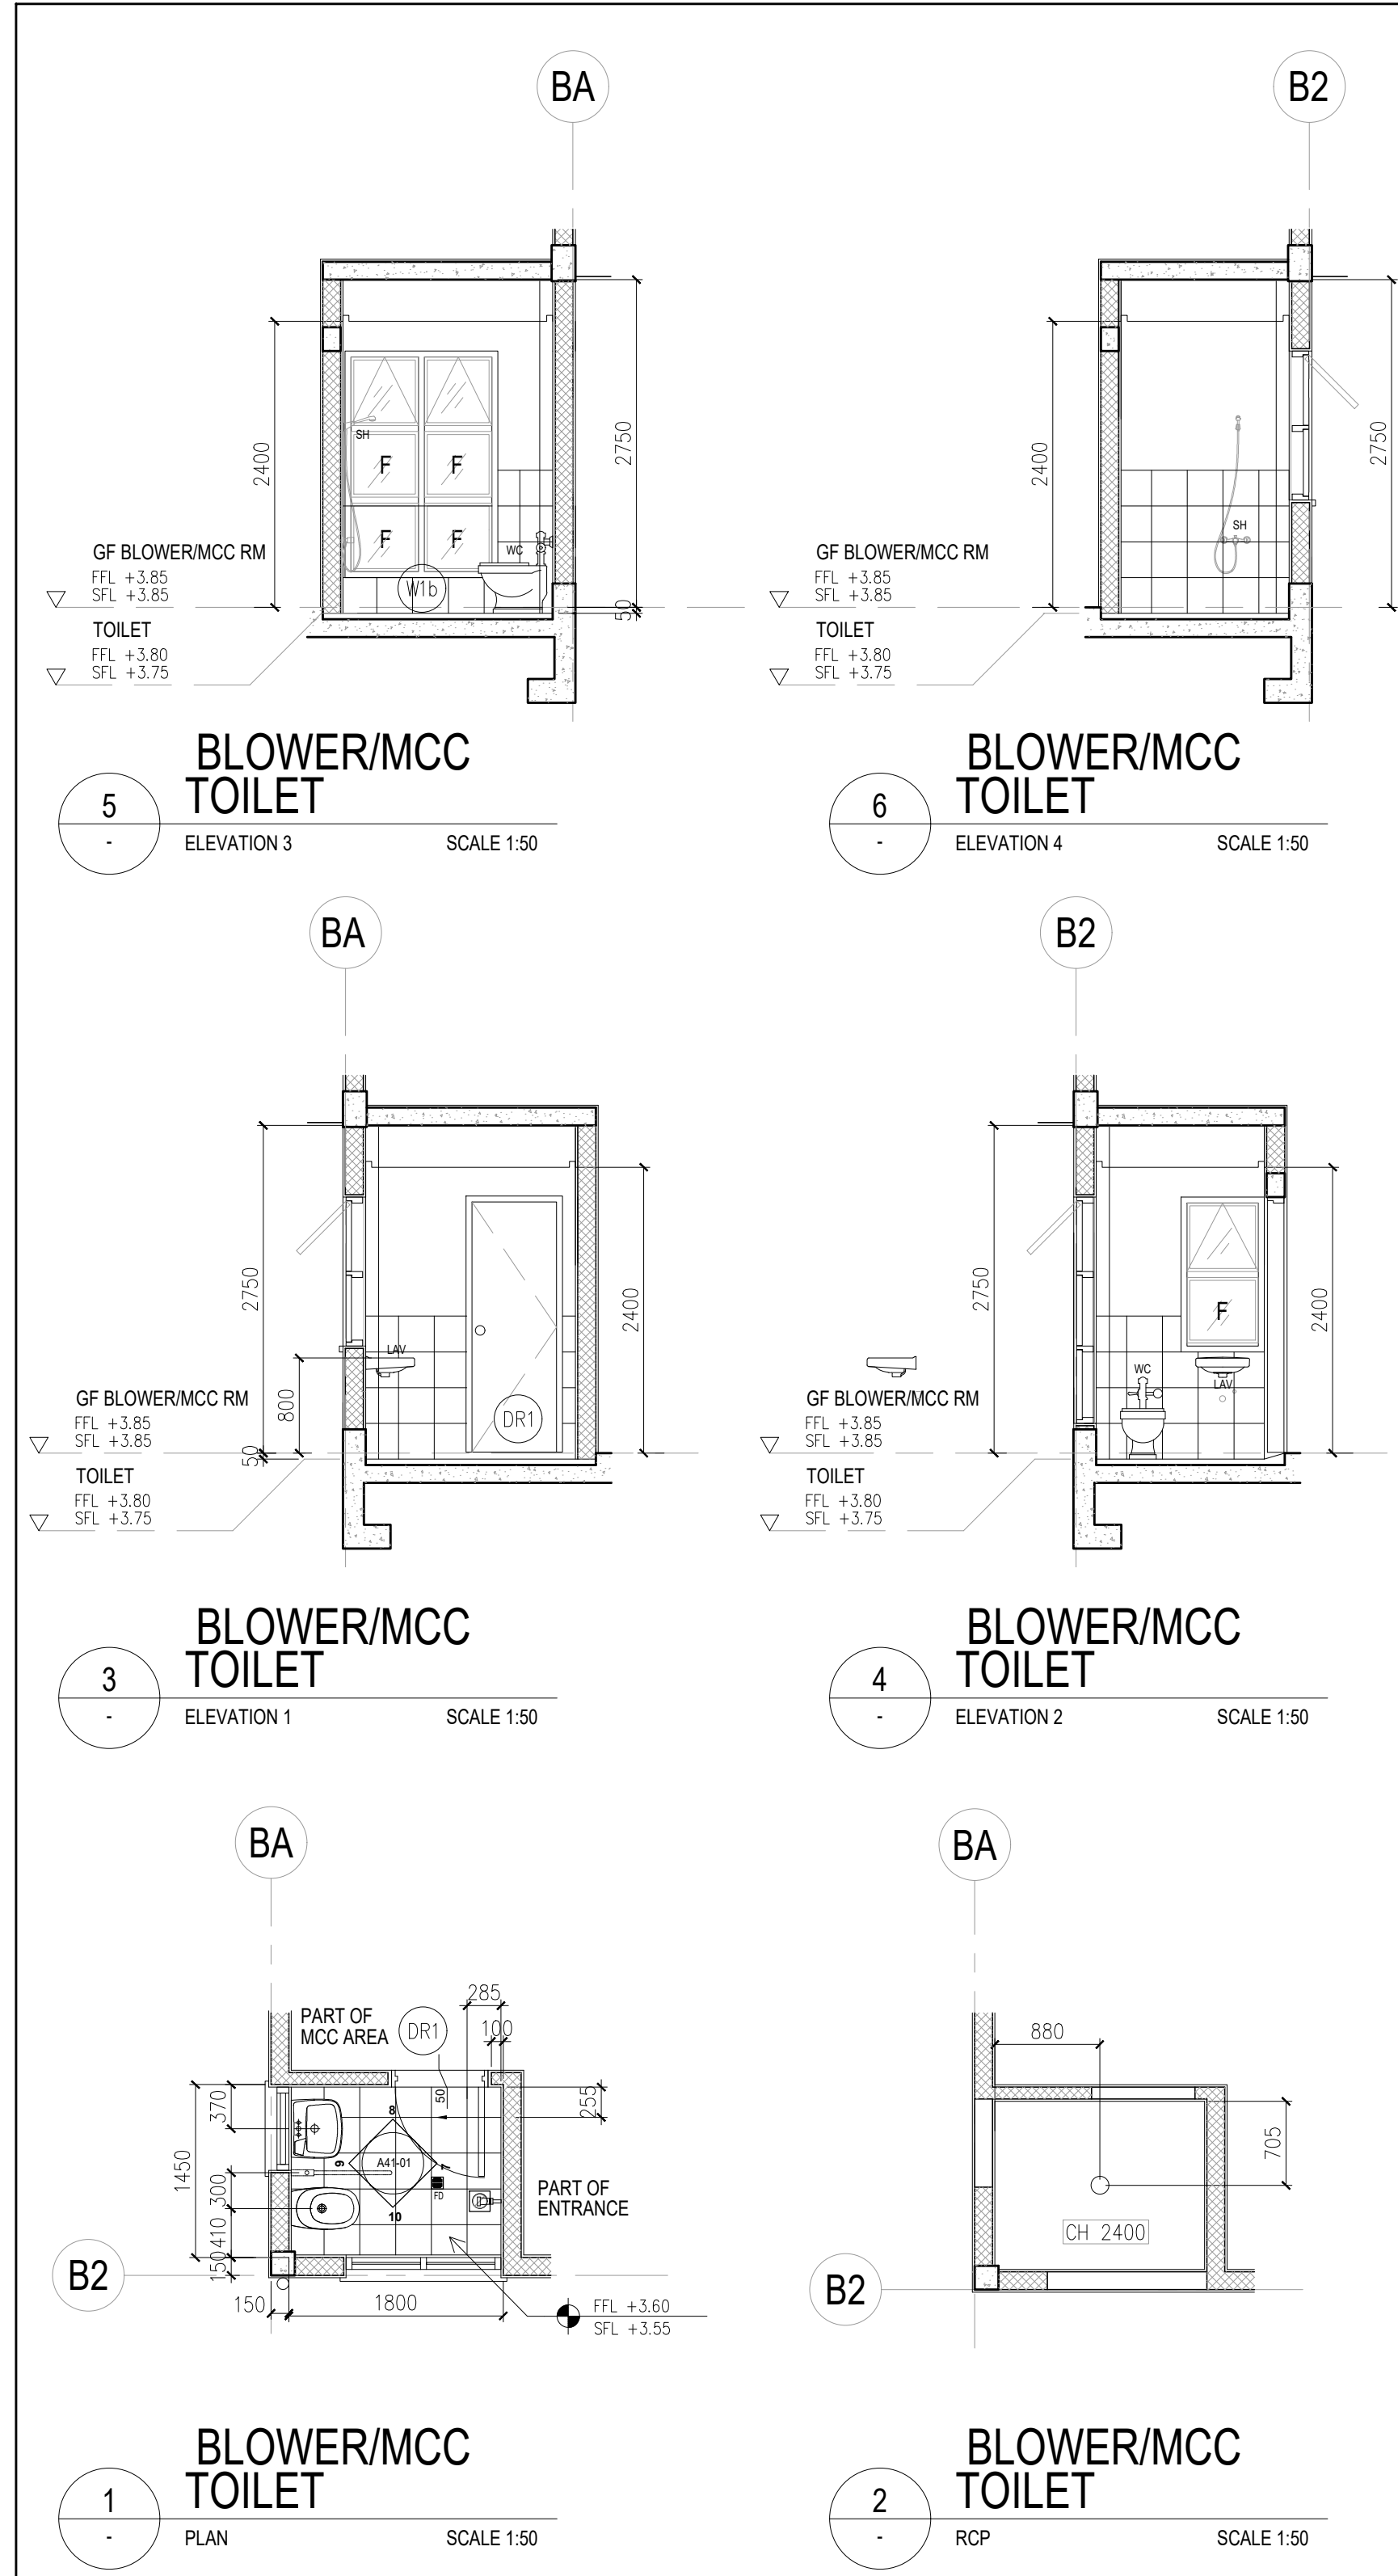 BA
2400
2750
SH
F F
F F
WC
W1b
50
GF BLOWER/MCC RM
FFL +3.85
SFL +3.85
TOILET
FFL +3.80
SFL +3.75
5
-
BLOWER/MCC
TOILET
ELEVATION 3 SCALE 1:50
B2
2400
2750
SH
GF BLOWER/MCC RM
FFL +3.85
SFL +3.85
TOILET
FFL +3.80
SFL +3.75
6
-
BLOWER/MCC
TOILET
ELEVATION 4 SCALE 1:50
BA
2750
2400
LAV
800
DR1
50
GF BLOWER/MCC RM
FFL +3.85
SFL +3.85
TOILET
FFL +3.80
SFL +3.75
3
-
BLOWER/MCC
TOILET
ELEVATION 1 SCALE 1:50
B2
2750
2400
F
WC
LAV
GF BLOWER/MCC RM
FFL +3.85
SFL +3.85
TOILET
FFL +3.80
SFL +3.75
4
-
BLOWER/MCC
TOILET
ELEVATION 2 SCALE 1:50
BA
285
PART OF
MCC AREA
DR1
100
370
50
255
8
1450
9
A41-01
7
300
FD
PART OF
ENTRANCE
410
10
150
B2
150
1800
FFL +3.60
SFL +3.55
1
-
BLOWER/MCC
TOILET
PLAN SCALE 1:50
BA
880
705
CH 2400
B2
2
-
BLOWER/MCC
TOILET
RCP SCALE 1:50